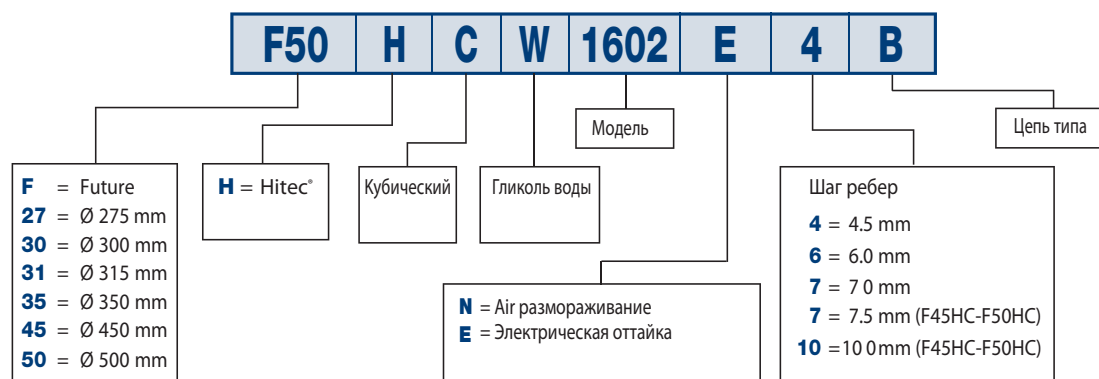 F50 H C W 1602 E 4 B
Модель
Цепь типа
F = Future
27 = Ø 275 mm
30 = Ø 300 mm
31 = Ø 315 mm
35 = Ø 350 mm
45 = Ø 450 mm
50 = Ø 500 mm
H = Hitec®
Кубический
Гликоль воды
N = Air размораживание
E = Электрическая оттайка
Шаг ребер
4 = 4.5 mm
6 = 6.0 mm
7 = 7 0 mm
7 = 7.5 mm (F45HC-F50HC)
10 =10 0 mm (F45HC-F50HC)